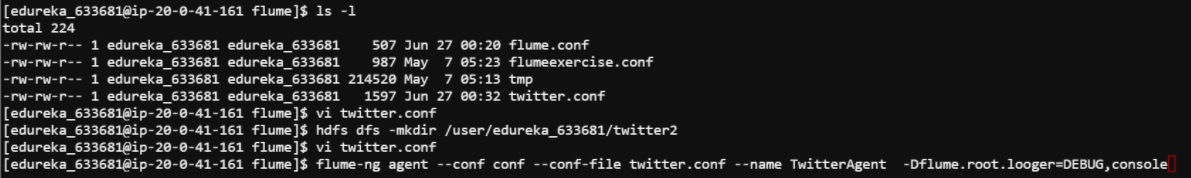 [edureka_633681@ip-20-0-41-161 flume]$ ls -l
total 224
-rw-rw-r-- 1 edureka_633681 edureka_633681    507 Jun 27 00:20 flume.conf
-rw-rw-r-- 1 edureka_633681 edureka_633681    987 May  7 05:23 flumeexercise.conf
-rw-rw-r-- 1 edureka_633681 edureka_633681 214520 May  7 05:13 tmp
-rw-rw-r-- 1 edureka_633681 edureka_633681   1597 Jun 27 00:32 twitter.conf
[edureka_633681@ip-20-0-41-161 flume]$ vi twitter.conf
[edureka_633681@ip-20-0-41-161 flume]$ hdfs dfs -mkdir /user/edureka_633681/twitter2
[edureka_633681@ip-20-0-41-161 flume]$ vi twitter.conf
[edureka_633681@ip-20-0-41-161 flume]$ flume-ng agent --conf conf --conf-file twitter.conf --name TwitterAgent  -Dflume.root.looger=DEBUG,console